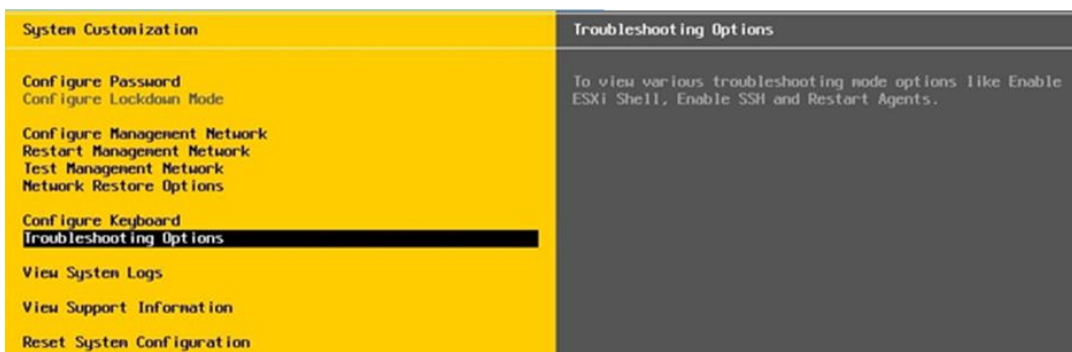 System Customization
Configure Password
Configure Lockdown Mode
Configure Management Network
Restart Management Network
Test Management Network
Network Restore Options
Configure Keyboard
Troubleshooting Options
View System Logs
View Support Information
Reset System Configuration
Troubleshooting Options
To view various troubleshooting mode options like Enable
ESXi Shell, Enable SSH and Restart Agents.